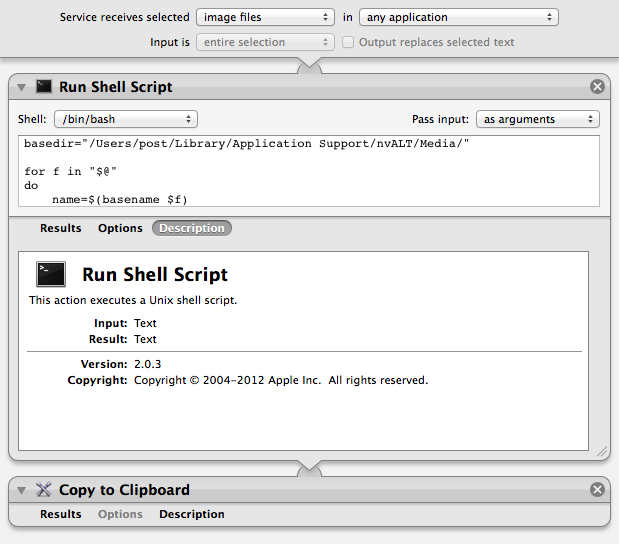 Service receives selected image files in any application
Input is entire selection Output replaces selected text
Run Shell Script
Shell: /bin/bash Pass input: as arguments
basedir="/Users/post/Library/Application Support/nvALT/Media/"
for f in "$@"
do
name=$(basename $f)
Results Options Description
Run Shell Script
This action executes a Unix shell script.
Input: Text
Result: Text
Version: 2.0.3
Copyright: Copyright © 2004–2012 Apple Inc. All rights reserved.
Copy to Clipboard
Results Options Description